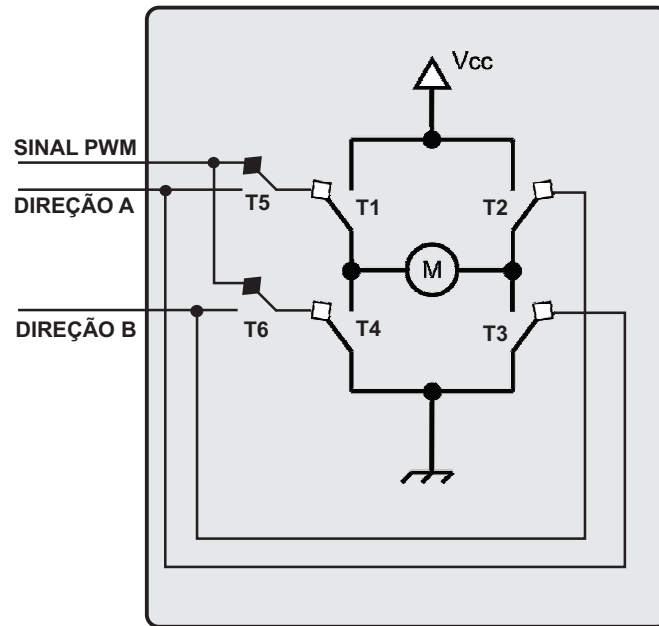 Vcc
SINAL PWM
DIREÇÃO A
T5
T1
T2
M
DIREÇÃO B
T6
T4
T3